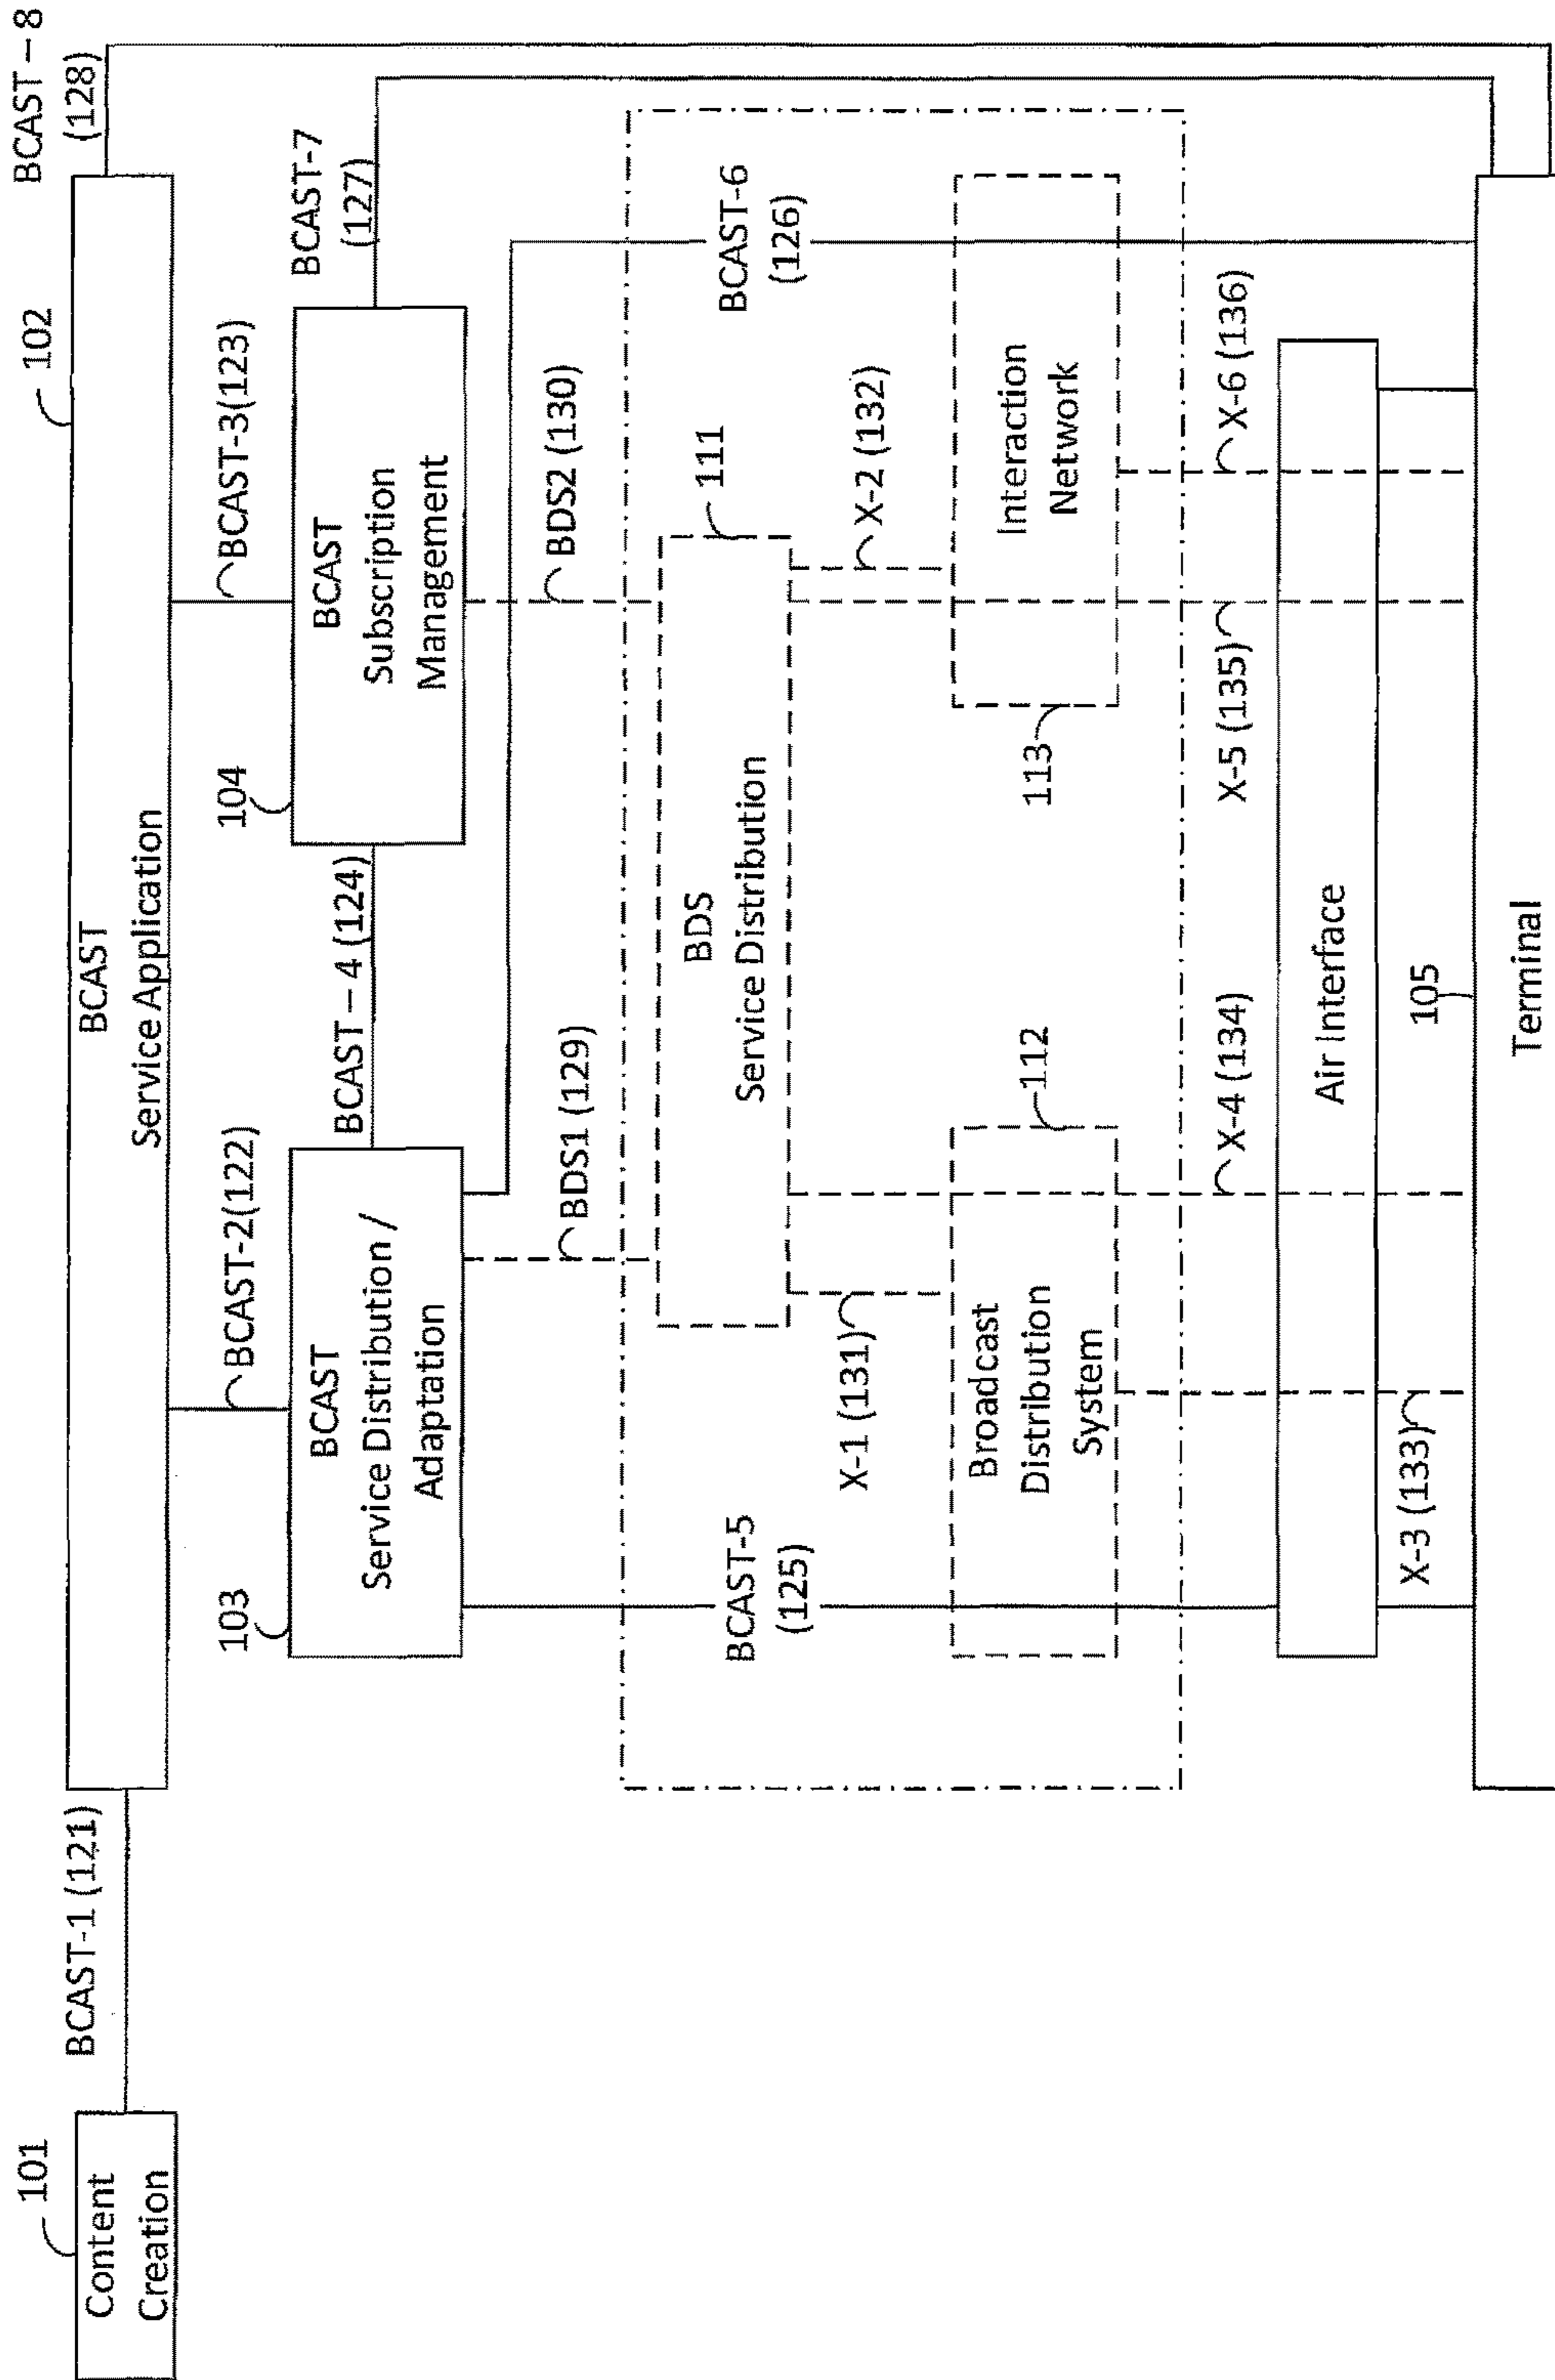 101
Content
Creation
BCAST-1 (121)
BCAST
Service Application
102
BCAST – 8
(128)
BCAST-2(122)
BCAST-3(123)
103
BCAST
Service Distribution /
Adaptation
BCAST – 4 (124)
104
BCAST
Subscription
Management
BCAST-7
(127)
BDS1 (129)
BDS2 (130)
BCAST-5
(125)
BDS
Service Distribution
111
BCAST-6
(126)
X-1 (131)
X-2 (132)
Broadcast
Distribution
System
112
113
Interaction
Network
X-4 (134)
X-5 (135)
X-6 (136)
Air Interface
X-3 (133)
105
Terminal